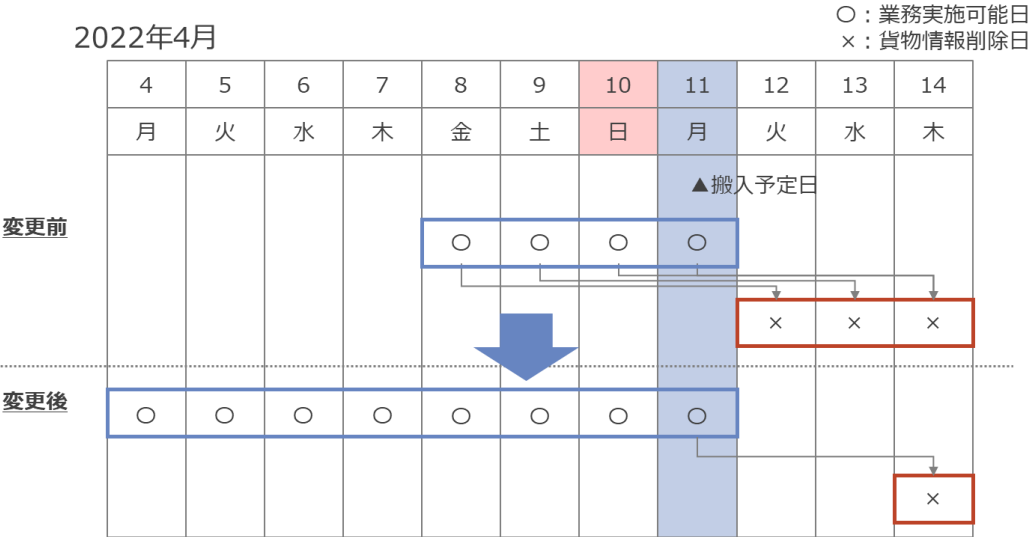 ○：業務実施可能日
×：貨物情報削除日
2022年4月
4 5 6 7 8 9 10 11 12 13 14
月 火 水 木 金 土 日 月 火 水 木
▲搬入予定日
変更前
○ ○ ○ ○
× × ×
変更後
○ ○ ○ ○ ○ ○ ○ ○
×